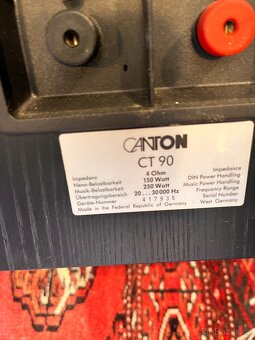 CANTON
CT 90
Impedanz 4 Ohm Impedance
Nenn-Belastbarkeit 150 Watt DIN Power Handling
Musik-Belastbarkeit 250 Watt Music Power Handling
Übertragungsbereich 20...30000 Hz Frequency Range
Geräte-Nummer 417935 Serial Number
Made in the Federal Republic of Germany West Germany